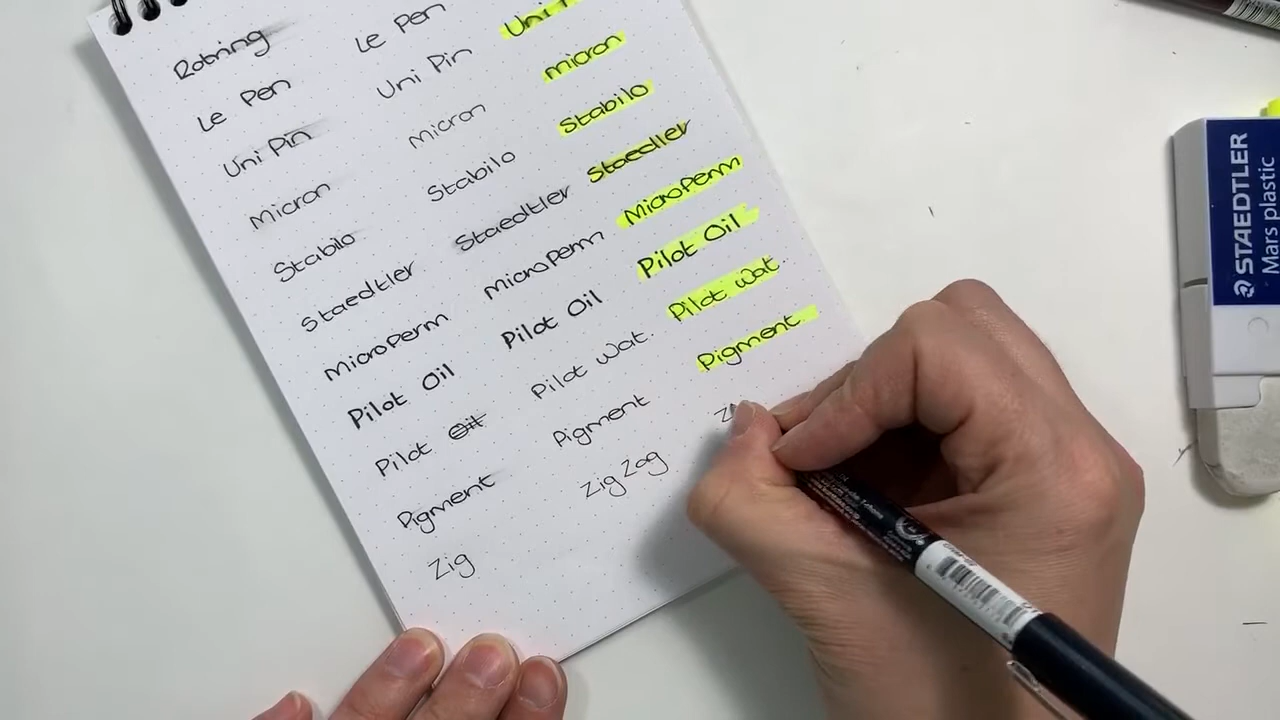 Rotring
Le Pen
Uni Pin
Micron
Stabilo
Staedtler
MicroPerm
Pilot Oil
Pilot
Pigment
Zig
Le Pen
Uni Pin
Micron
Stabilo
Staedtler
MicroPerm
Pilot Oil
Pilot Wat.
Pigment
Zig Zag
Uni
Micron
Stabilo
Staedtler
MicroPerm
Pilot Oil
Pilot Wat.
Pigment
STAEDTLER
Mars plastic